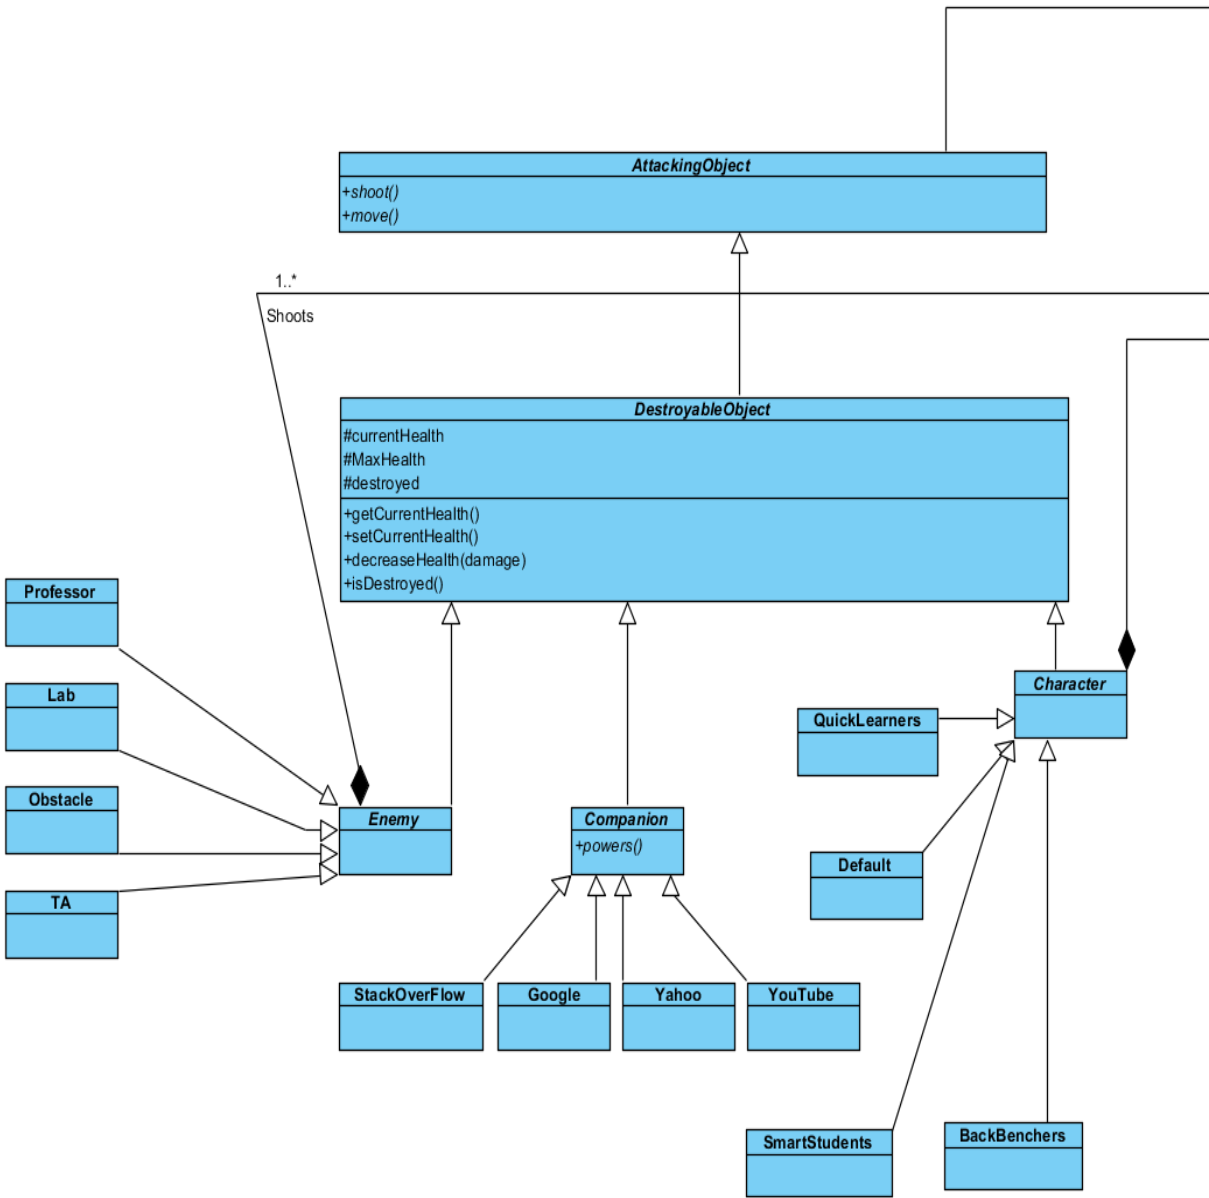 AttackingObject
+shoot()
+move()
1..*
Shoots
DestroyableObject
#currentHealth
#MaxHealth
#destroyed
+getCurrentHealth()
+setCurrentHealth()
+decreaseHealth(damage)
+isDestroyed()
Professor
Lab
Obstacle
TA
Enemy
Companion
+powers()
Character
QuickLearners
Default
StackOverFlow
Google
Yahoo
YouTube
SmartStudents
BackBenchers